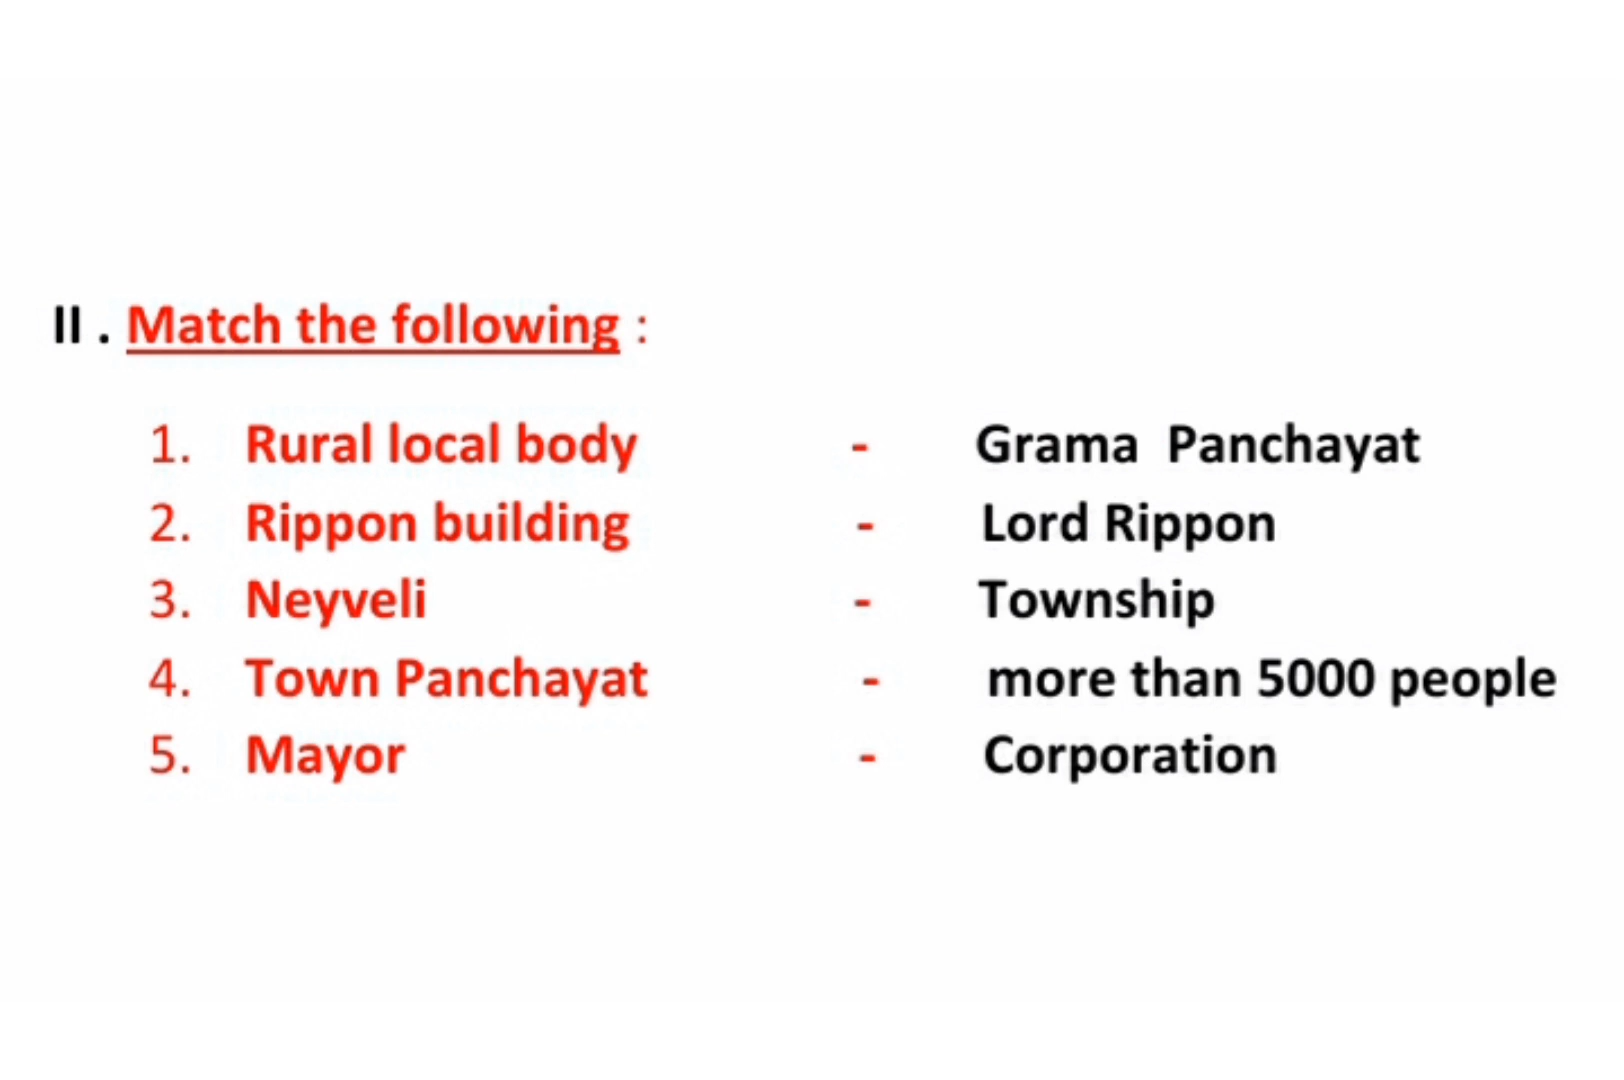 II . Match the following :
1. Rural local body - Grama Panchayat
2. Rippon building - Lord Rippon
3. Neyveli - Township
4. Town Panchayat - more than 5000 people
5. Mayor - Corporation